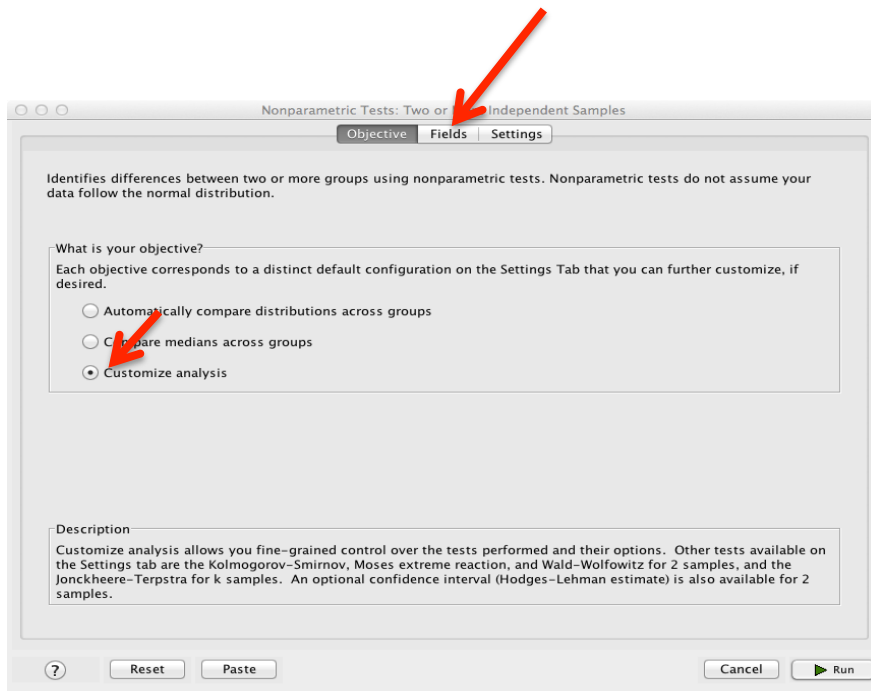 Nonparametric Tests: Two or Independent Samples
Objective Fields Settings
Identifies differences between two or more groups using nonparametric tests. Nonparametric tests do not assume your
data follow the normal distribution.
What is your objective?
Each objective corresponds to a distinct default configuration on the Settings Tab that you can further customize, if
desired.
Automatically compare distributions across groups
Compare medians across groups
Customize analysis
Description
Customize analysis allows you fine-grained control over the tests performed and their options. Other tests available on
the Settings tab are the Kolmogorov-Smirnov, Moses extreme reaction, and Wald-Wolfowitz for 2 samples, and the
Jonckheere-Terpstra for k samples. An optional confidence interval (Hodges-Lehman estimate) is also available for 2
samples.
? Reset Paste Cancel Run